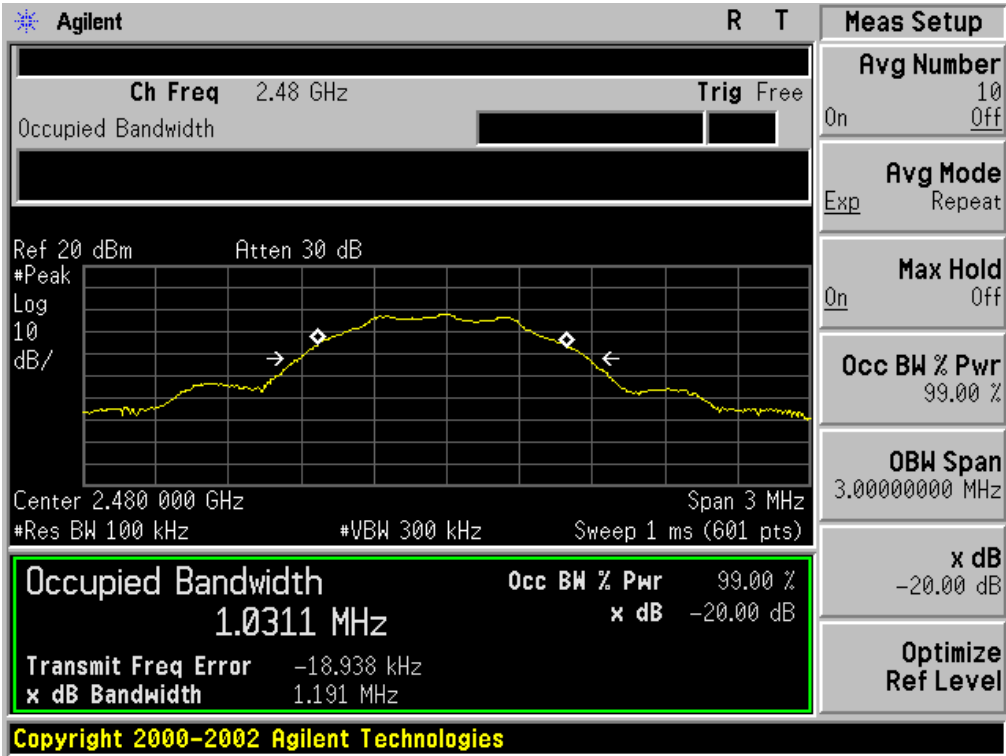 Agilent R T Meas Setup
Ch Freq 2.48 GHz Trig Free
Occupied Bandwidth
Avg Number
10
On Off
Avg Mode
Exp Repeat
Max Hold
On Off
Occ BW % Pwr
99.00 %
OBW Span
3.00000000 MHz
x dB
-20.00 dB
Optimize
Ref Level
Ref 20 dBm Atten 30 dB
#Peak
Log
10
dB/
Center 2.480 000 GHz Span 3 MHz
#Res BW 100 kHz #VBW 300 kHz Sweep 1 ms (601 pts)
Occupied Bandwidth Occ BW % Pwr 99.00 %
1.0311 MHz x dB -20.00 dB
Transmit Freq Error -18.938 kHz
x dB Bandwidth 1.191 MHz
Copyright 2000-2002 Agilent Technologies